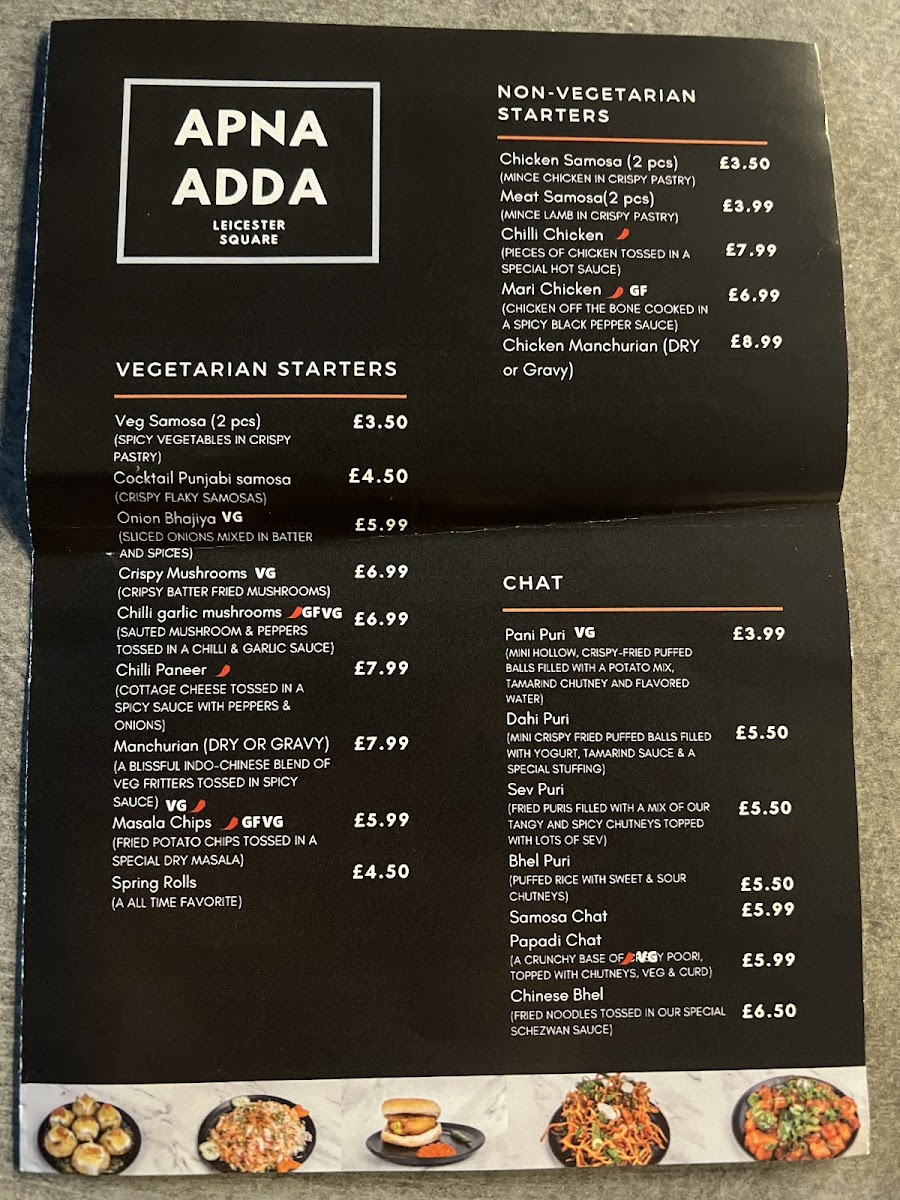 APNA
ADDA
LEICESTER
SQUARE
VEGETARIAN STARTERS
Veg Samosa (2 pcs) £3.50
(SPICY VEGETABLES IN CRISPY
PASTRY)
Cocktail Punjabi samosa £4.50
(CRISPY FLAKY SAMOSAS)
Onion Bhajiya VG £5.99
(SLICED ONIONS MIXED IN BATTER
AND SPICES)
Crispy Mushrooms VG £6.99
(CRIPSY BATTER FRIED MUSHROOMS)
Chilli garlic mushrooms GFVG £6.99
(SAUTED MUSHROOM & PEPPERS
TOSSED IN A CHILLI & GARLIC SAUCE)
Chilli Paneer £7.99
(COTTAGE CHEESE TOSSED IN A
SPICY SAUCE WITH PEPPERS &
ONIONS)
Manchurian (DRY OR GRAVY) £7.99
(A BLISSFUL INDO-CHINESE BLEND OF
VEG FRITTERS TOSSED IN SPICY
SAUCE) VG
Masala Chips GFVG £5.99
(FRIED POTATO CHIPS TOSSED IN A
SPECIAL DRY MASALA)
Spring Rolls £4.50
(A ALL TIME FAVORITE)
NON-VEGETARIAN
STARTERS
Chicken Samosa (2 pcs) £3.50
(MINCE CHICKEN IN CRISPY PASTRY)
Meat Samosa(2 pcs) £3.99
(MINCE LAMB IN CRISPY PASTRY)
Chilli Chicken £7.99
(PIECES OF CHICKEN TOSSED IN A
SPECIAL HOT SAUCE)
Mari Chicken GF £6.99
(CHICKEN OFF THE BONE COOKED IN
A SPICY BLACK PEPPER SAUCE)
Chicken Manchurian (DRY £8.99
or Gravy)
CHAT
Pani Puri VG £3.99
(MINI HOLLOW, CRISPY-FRIED PUFFED
BALLS FILLED WITH A POTATO MIX,
TAMARIND CHUTNEY AND FLAVORED
WATER)
Dahi Puri
(MINI CRISPY FRIED PUFFED BALLS FILLED £5.50
WITH YOGURT, TAMARIND SAUCE & A
SPECIAL STUFFING)
Sev Puri
(FRIED PURIS FILLED WITH A MIX OF OUR £5.50
TANGY AND SPICY CHUTNEYS TOPPED
WITH LOTS OF SEV)
Bhel Puri
(PUFFED RICE WITH SWEET & SOUR £5.50
CHUTNEYS)
Samosa Chat £5.99
Papadi Chat
(A CRUNCHY BASE OF VG POORI, £5.99
TOPPED WITH CHUTNEYS, VEG & CURD)
Chinese Bhel
(FRIED NOODLES TOSSED IN OUR SPECIAL £6.50
SCHEZWAN SAUCE)